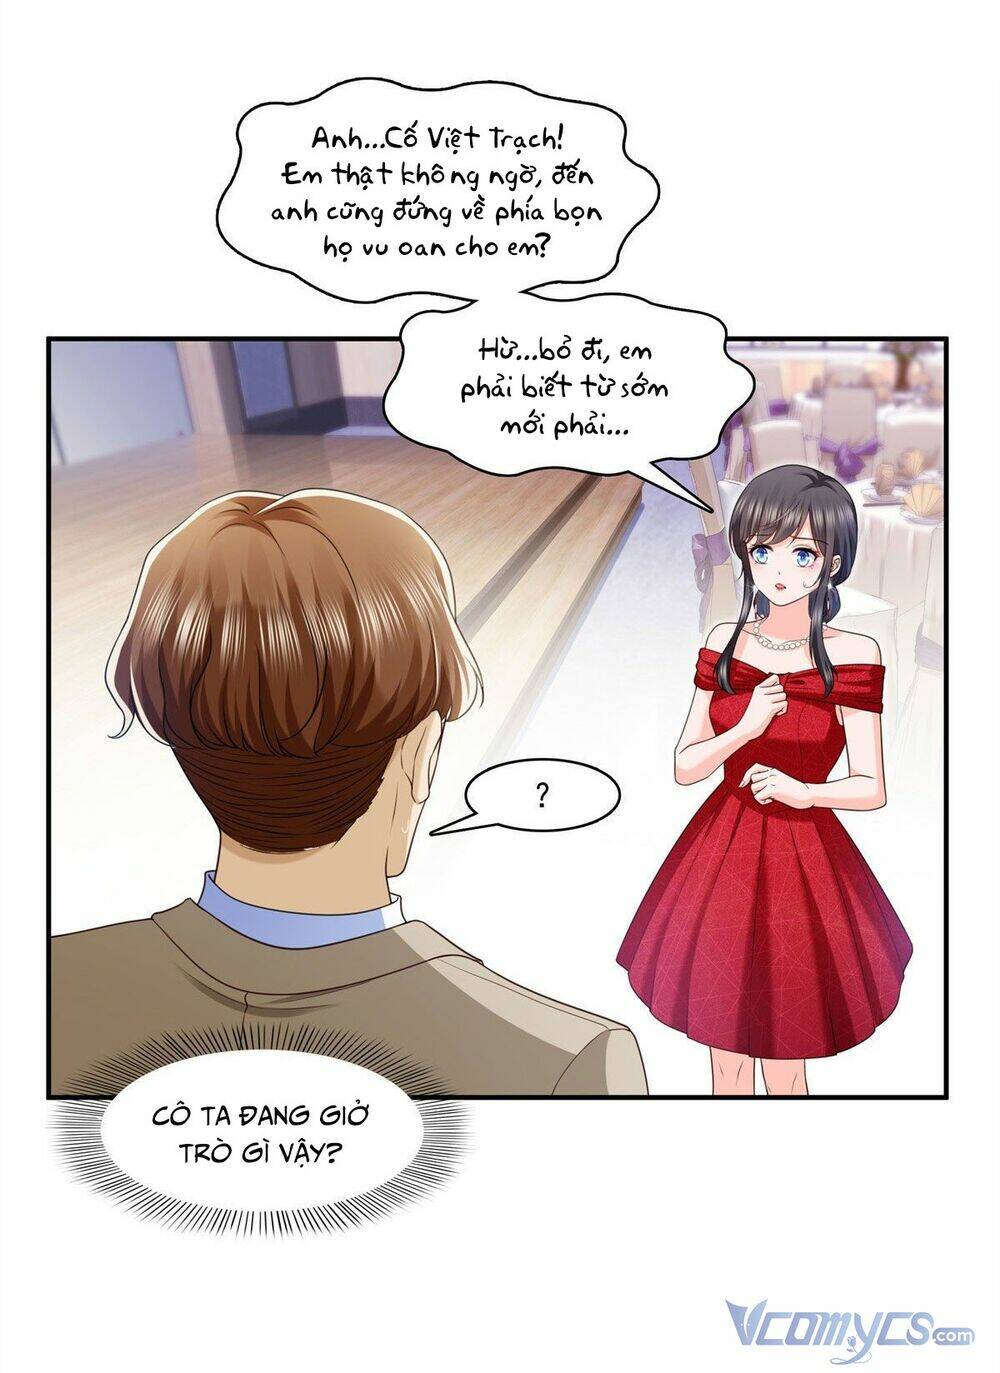 Anh...Cố Việt Trạch!
Em thật không ngờ, đến
anh cũng đứng về phía bọn
họ vu oan cho em?
Hừ...bỏ đi, em
phải biết từ sớm
mới phải...
?
CÔ TA ĐANG GIỞ
TRÒ GÌ VẬY?
Vcomycs.com